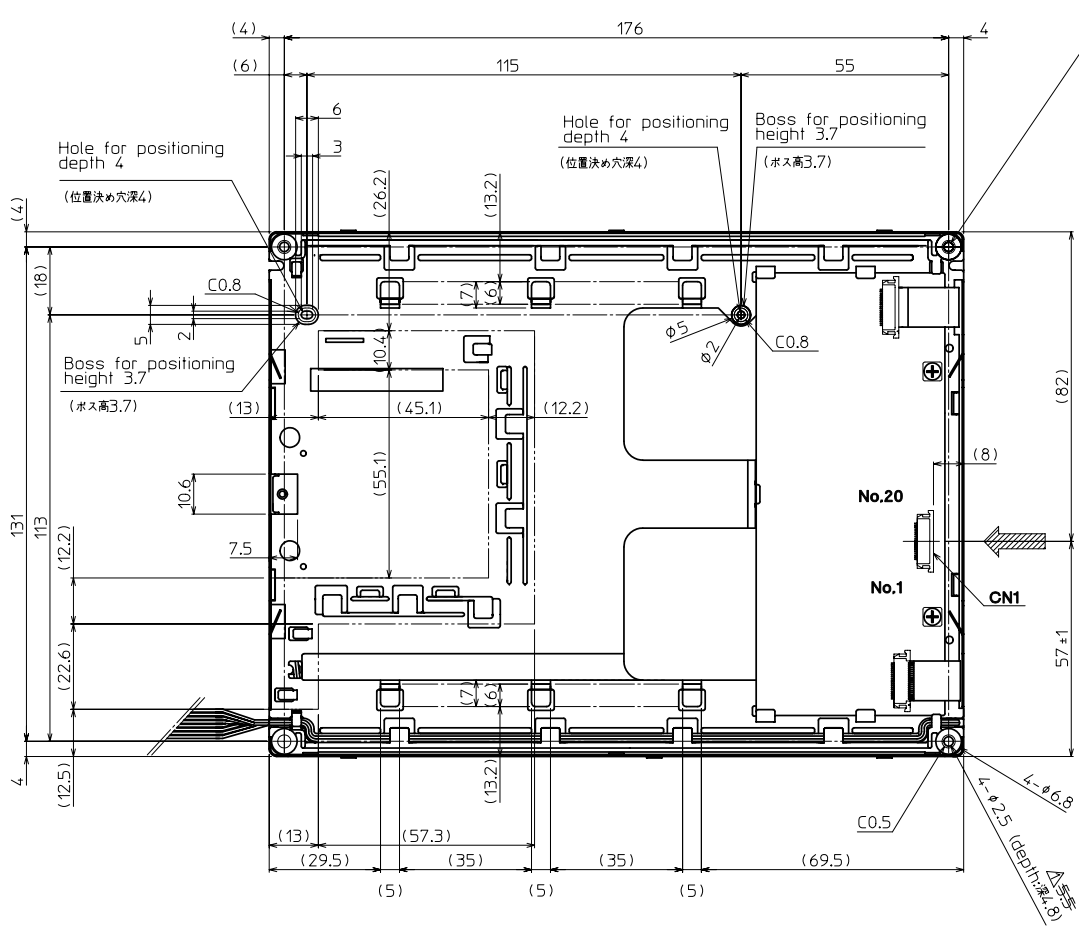 (4)
176
4
(6)
115
55
6
3
Hole for positioning
depth 4
(位置決め穴深4)
Hole for positioning
depth 4
(位置決め穴深4)
Boss for positioning
height 3.7
(ボス高3.7)
(26.2)
(13.2)
(4)
(18)
C0.8
(7)
(6)
5
2
10.4
φ5
φ2
C0.8
Boss for positioning
height 3.7
(ボス高3.7)
(13)
(45.1)
(12.2)
(82)
(8)
(55.1)
10.6
No.20
131
113
(12.2)
7.5
No.1
CN1
57±1
(22.6)
(7)
(6)
4
(12.5)
(13.2)
4-φ6.8
C0.5
4-φ2.5 (depth:深4.8)
5.5
(13)
(57.3)
(29.5)
(35)
(35)
(69.5)
(5)
(5)
(5)